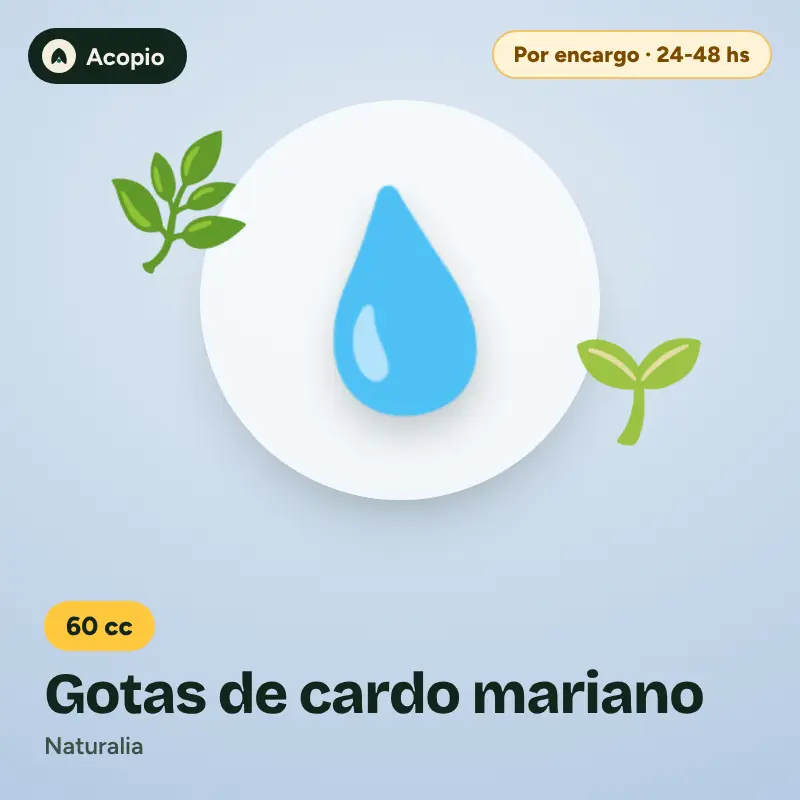 Acopio
Por encargo · 24-48 hs
60 cc
Gotas de cardo mariano
Naturalia